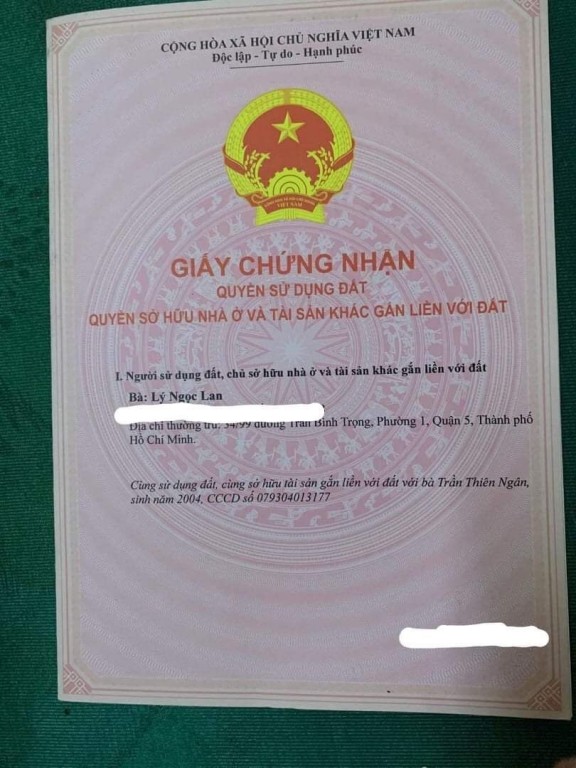 CỘNG HÒA XÃ HỘI CHỦ NGHĨA VIỆT NAM
Độc lập - Tự do - Hạnh phúc
VIỆT NAM
GIẤY CHỨNG NHẬN
QUYỀN SỬ DỤNG ĐẤT
QUYỀN SỞ HỮU NHÀ Ở VÀ TÀI SẢN KHÁC GẮN LIỀN VỚI ĐẤT
I. Người sử dụng đất, chủ sở hữu nhà ở và tài sản khác gắn liền với đất
Bà: Lý Ngọc Lan
Địa chỉ thường trú: 54/99 đường Trần Bình Trọng, Phường 1, Quận 5, Thành phố
Hồ Chí Minh.
Cùng sử dụng đất, cùng sở hữu tài sản gắn liền với đất với bà Trần Thiên Ngân,
sinh năm 2004, CCCD số 079304013177